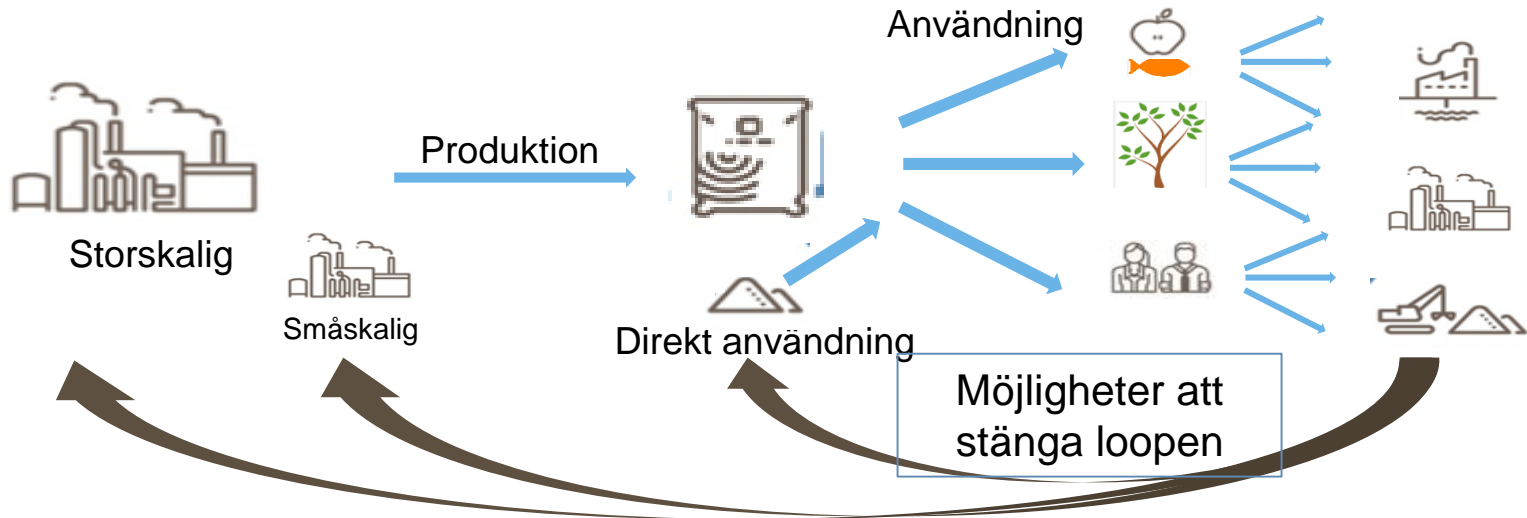 Användning
Produktion
Storskalig
Småskalig
Direkt användning
Möjligheter att
stänga loopen